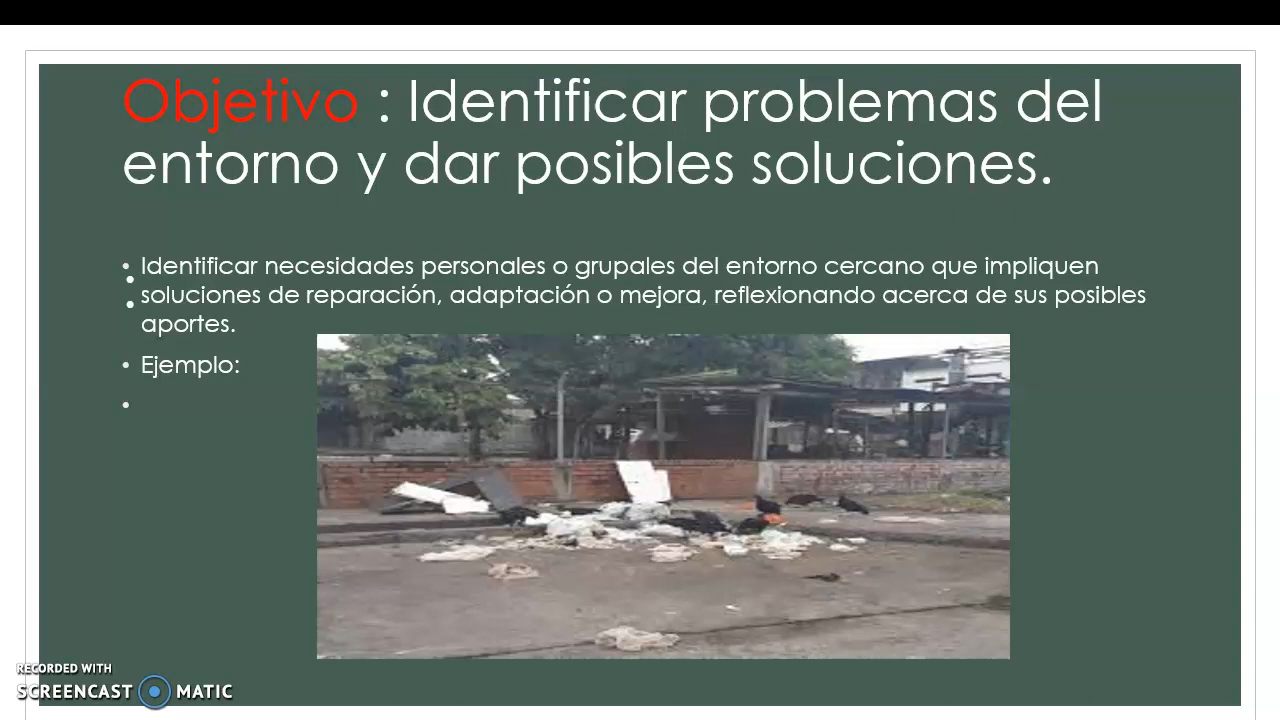 Objetivo : Identificar problemas del
entorno y dar posibles soluciones.
• Identificar necesidades personales o grupales del entorno cercano que impliquen
soluciones de reparación, adaptación o mejora, reflexionando acerca de sus posibles
aportes.
• Ejemplo:
RECORDED WITH
SCREENCAST MATIC